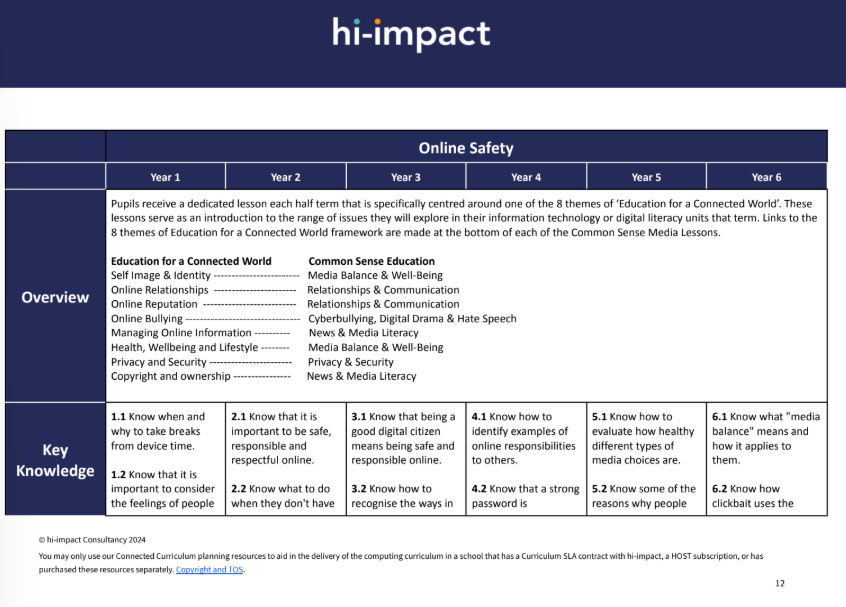 hi-impact
Online Safety
Year 1 Year 2 Year 3 Year 4 Year 5 Year 6
Overview
Pupils receive a dedicated lesson each half term that is specifically centred around one of the 8 themes of ‘Education for a Connected World’. These
lessons serve as an introduction to the range of issues they will explore in their information technology or digital literacy units that term. Links to the
8 themes of Education for a Connected World framework are made at the bottom of each of the Common Sense Media Lessons.
Education for a Connected World Common Sense Education
Self Image & Identity ----------------------- Media Balance & Well-Being
Online Relationships ---------------------- Relationships & Communication
Online Reputation ------------------------- Relationships & Communication
Online Bullying ------------------------------- Cyberbullying, Digital Drama & Hate Speech
Managing Online Information ---------- News & Media Literacy
Health, Wellbeing and Lifestyle -------- Media Balance & Well-Being
Privacy and Security ---------------------- Privacy & Security
Copyright and ownership ---------------- News & Media Literacy
Key
Knowledge
1.1 Know when and
why to take breaks
from device time.
1.2 Know that it is
important to consider
the feelings of people
2.1 Know that it is
important to be safe,
responsible and
respectful online.
2.2 Know what to do
when they don't have
3.1 Know that being a
good digital citizen
means being safe and
responsible online.
3.2 Know how to
recognise the ways in
4.1 Know how to
identify examples of
online responsibilities
to others.
4.2 Know that a strong
password is
5.1 Know how to
evaluate how healthy
different types of
media choices are.
5.2 Know some of the
reasons why people
6.1 Know what "media
balance" means and
how it applies to
them.
6.2 Know how
clickbait uses the
© hi-impact Consultancy 2024
You may only use our Connected Curriculum planning resources to aid in the delivery of the computing curriculum in a school that has a Curriculum SLA contract with hi-impact, a HOST subscription, or has
purchased these resources separately. Copyright and TOS.
12